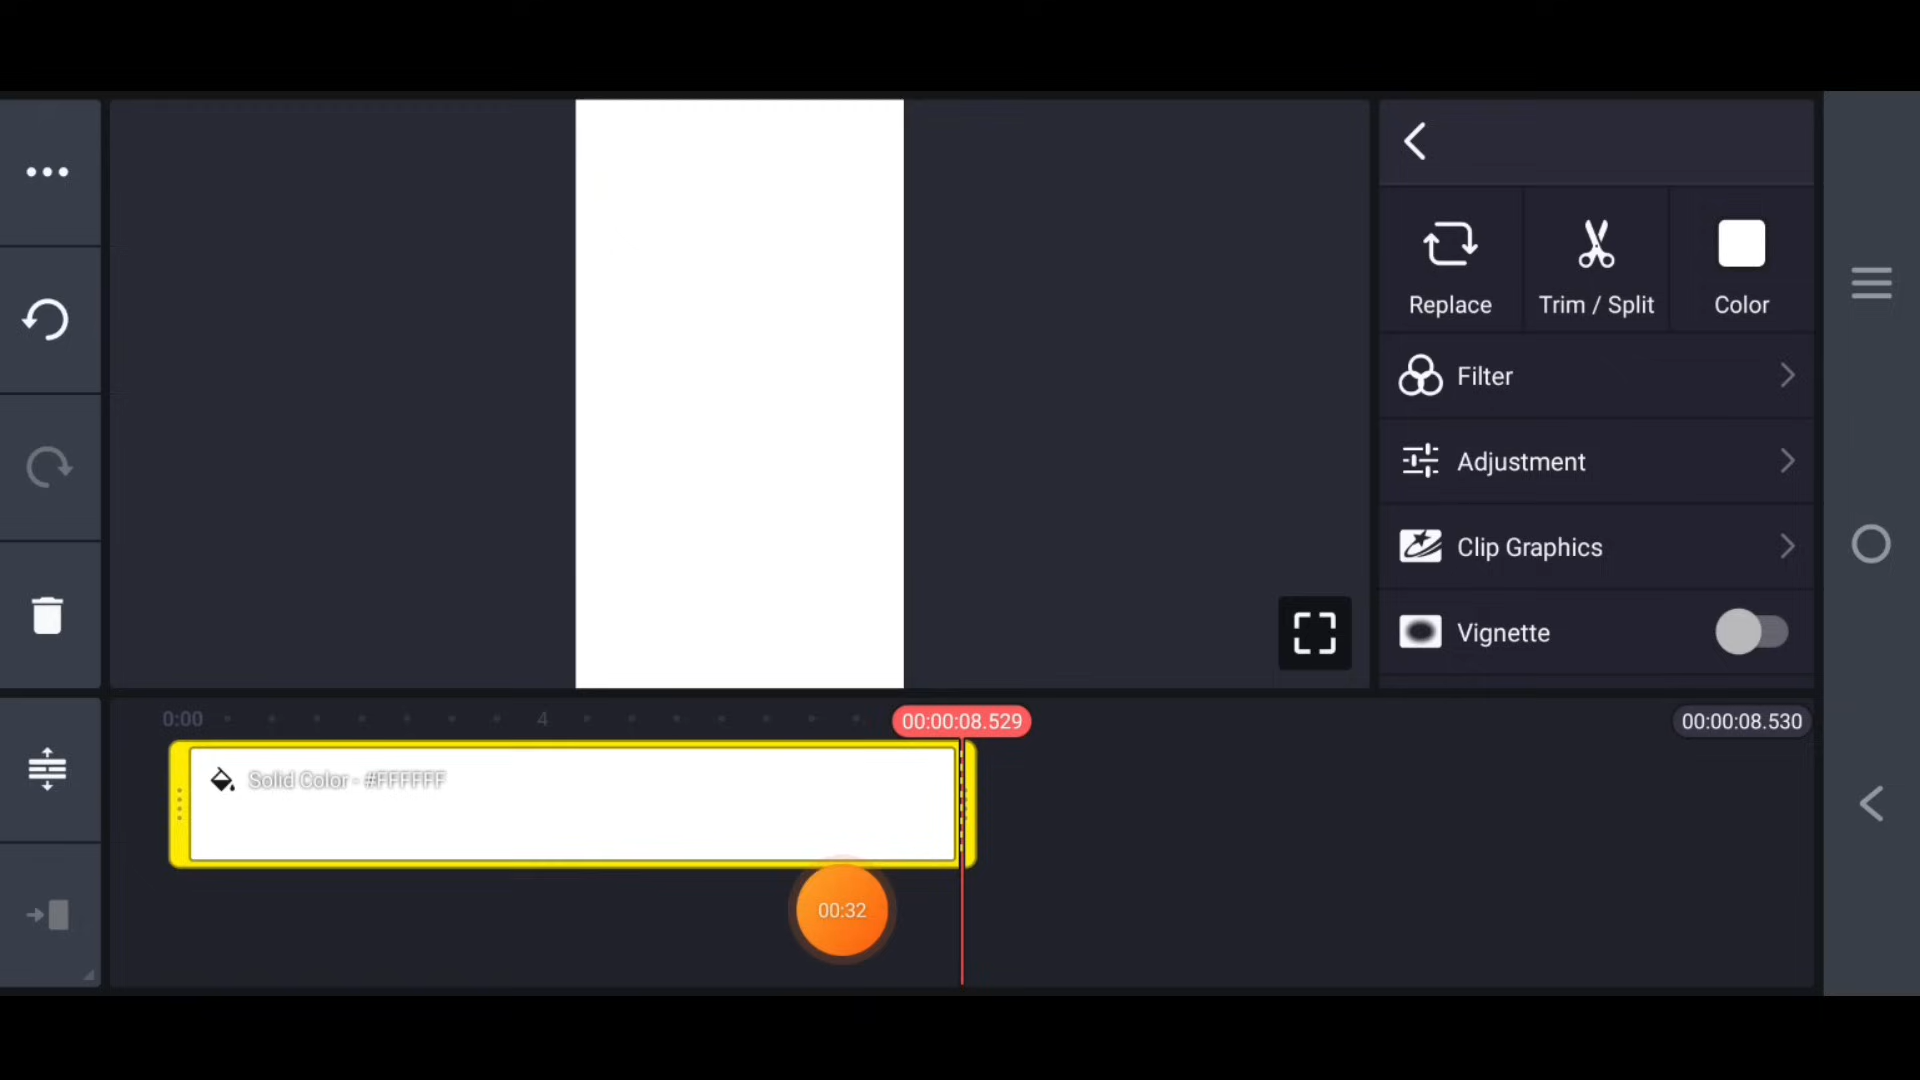 Replace
Trim / Split
Color
Filter
Adjustment
Clip Graphics
Vignette
0:00
4
00:00:08.529
00:00:08.530
Solid Color - #FFFFFF
00:32